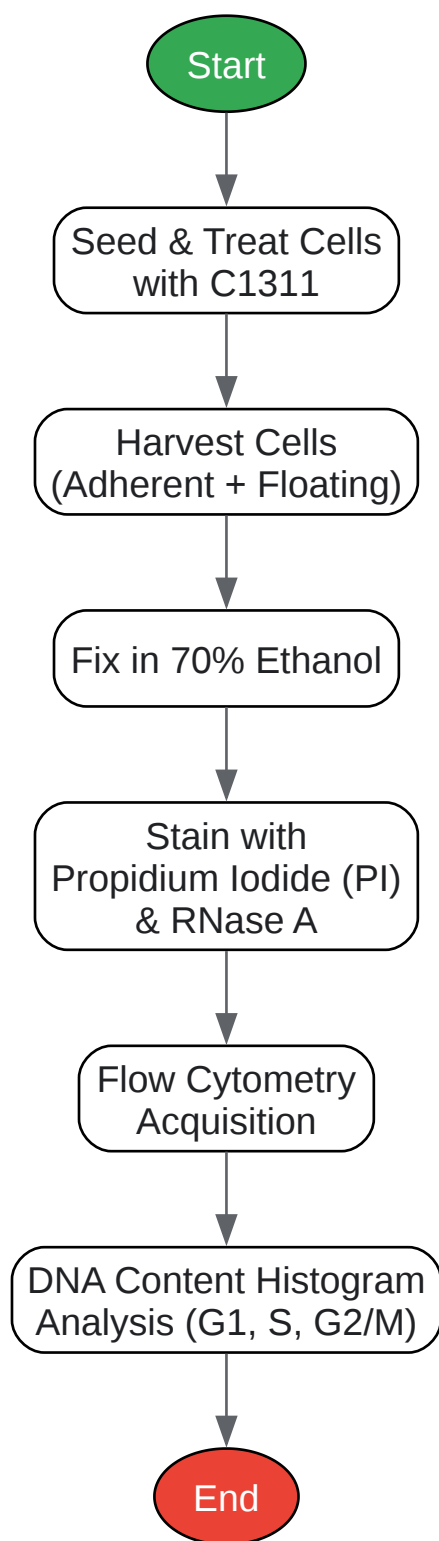 Start
Seed & Treat Cells
with C1311
Harvest Cells
(Adherent + Floating)
Fix in 70% Ethanol
Stain with
Propidium Iodide (PI)
& RNase A
Flow Cytometry
Acquisition
DNA Content Histogram
Analysis (G1, S, G2/M)
End